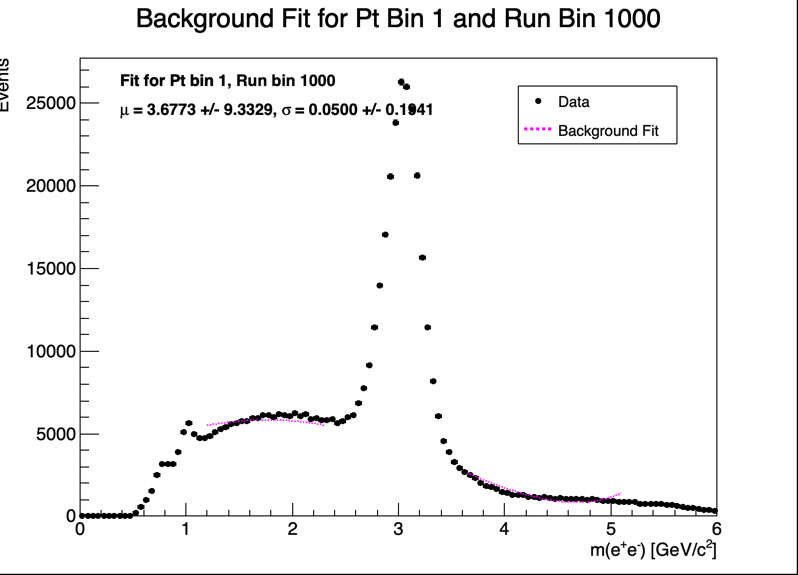 Background Fit for Pt Bin 1 and Run Bin 1000
Events
Fit for Pt bin 1, Run bin 1000
μ = 3.6773 +/- 9.3329, σ = 0.0500 +/- 0.1941
Data
Background Fit
25000
20000
15000
10000
5000
0
0 1 2 3 4 5 6
m(e⁺e⁻) [GeV/c²]